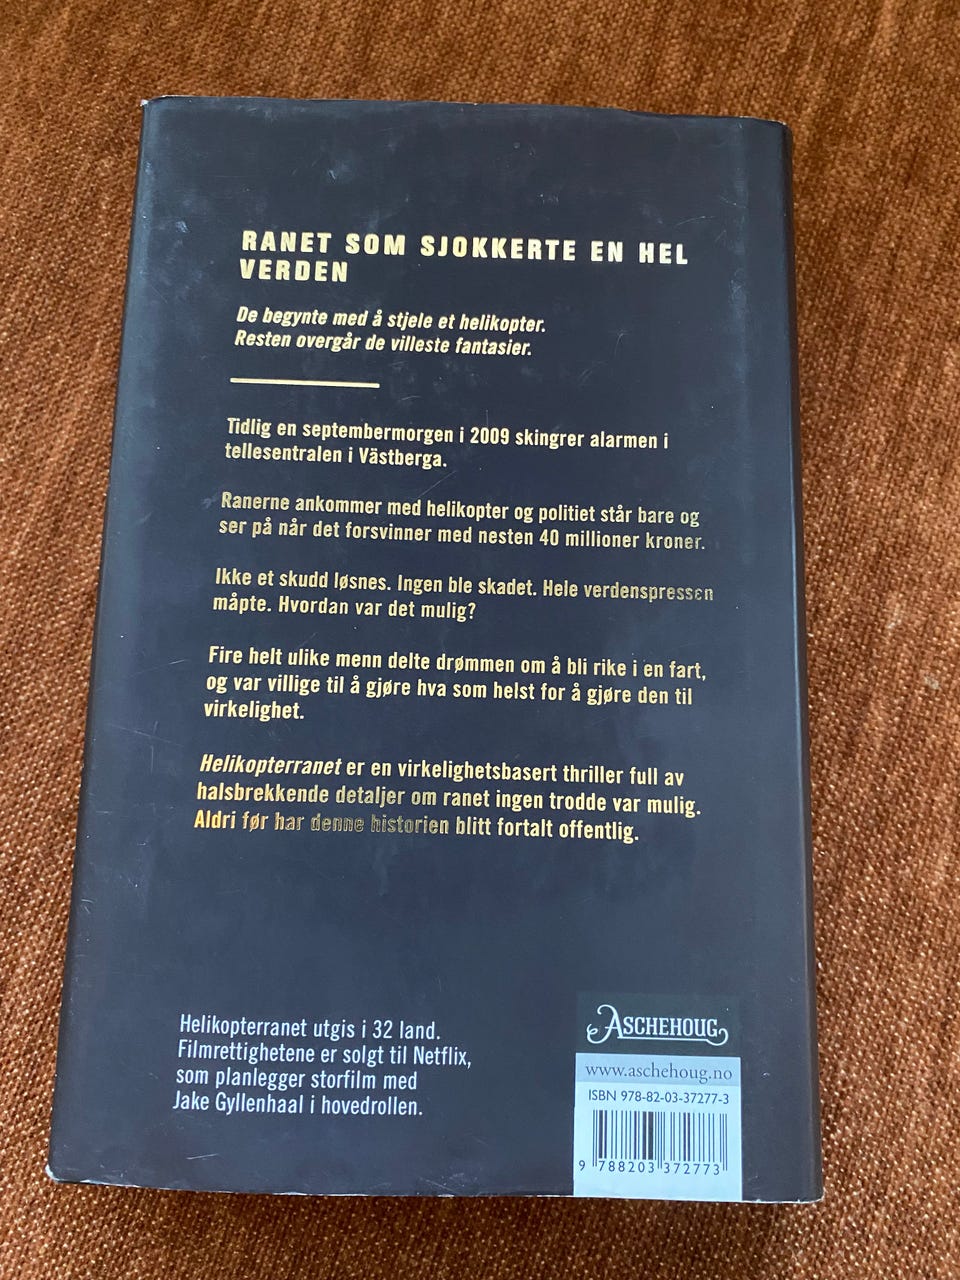 RANET SOM SJOKKERTE EN HEL
VERDEN
De begynte med å stjele et helikopter.
Resten overgår de villeste fantasier.
Tidlig en septembermorgen i 2009 skingrer alarmen i
tellesentralen i Västberga.
Ranerne ankommer med helikopter og politiet står bare og
ser på når det forsvinner med nesten 40 millioner kroner.
Ikke et skudd løsnes. Ingen ble skadet. Hele verdenspressen
måpte. Hvordan var det mulig?
Fire helt ulike menn delte drømmen om å bli rike i en fart,
og var villige til å gjøre hva som helst for å gjøre den til
virkelighet.
Helikopterranet er en virkelighetsbasert thriller full av
halsbrekkende detaljer om ranet ingen trodde var mulig.
Aldri før har denne historien blitt fortalt offentlig.
Helikopterranet utgis i 32 land.
Filmrettighetene er solgt til Netflix,
som planlegger storfilm med
Jake Gyllenhaal i hovedrollen.
ASCHEHOUG
www.aschehoug.no
ISBN 978-82-03-37277-3
9 788203 372773